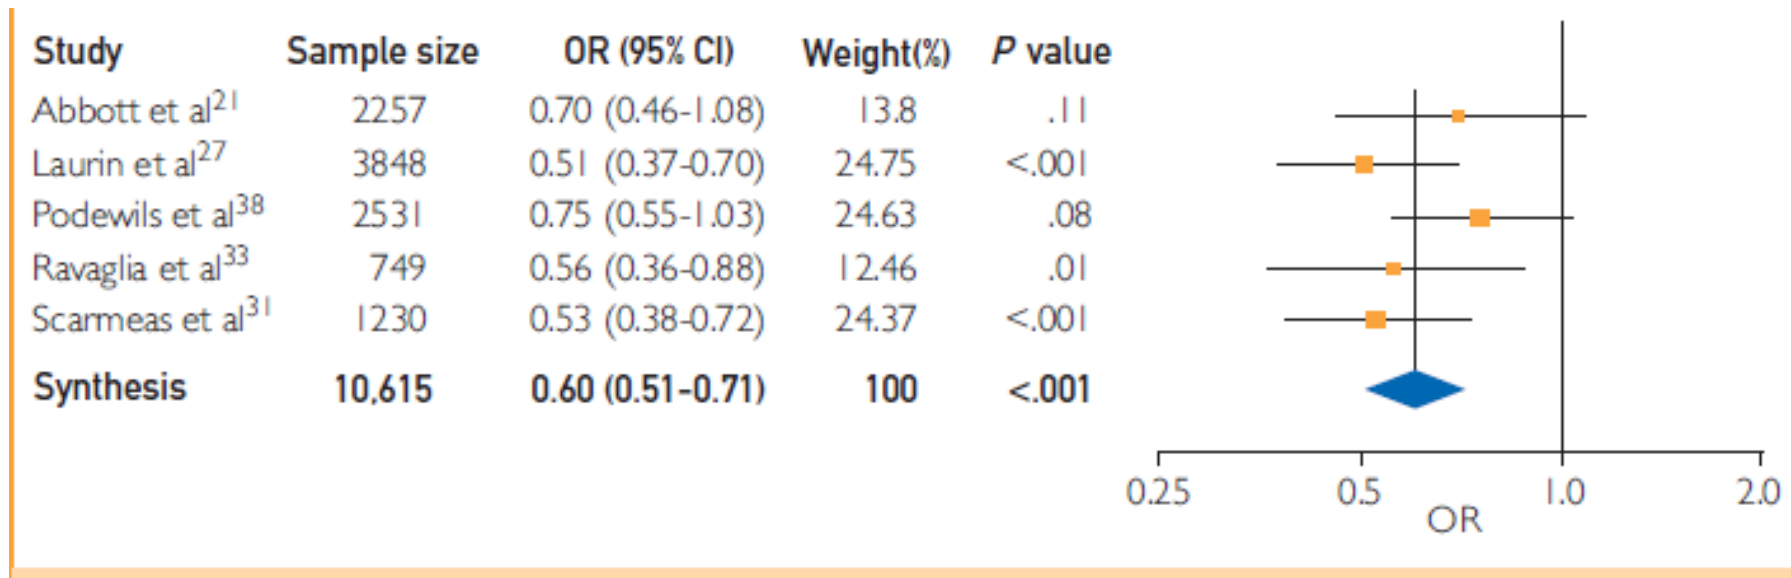 Study Sample size OR (95% CI) Weight(%) P value
Abbott et al21 2257 0.70 (0.46-1.08) 13.8 .11
Laurin et al27 3848 0.51 (0.37-0.70) 24.75 <.001
Podewils et al38 2531 0.75 (0.55-1.03) 24.63 .08
Ravaglia et al33 749 0.56 (0.36-0.88) 12.46 .01
Scarmeas et al31 1230 0.53 (0.38-0.72) 24.37 <.001
Synthesis 10,615 0.60 (0.51-0.71) 100 <.001
0.25 0.5 1.0 2.0
OR